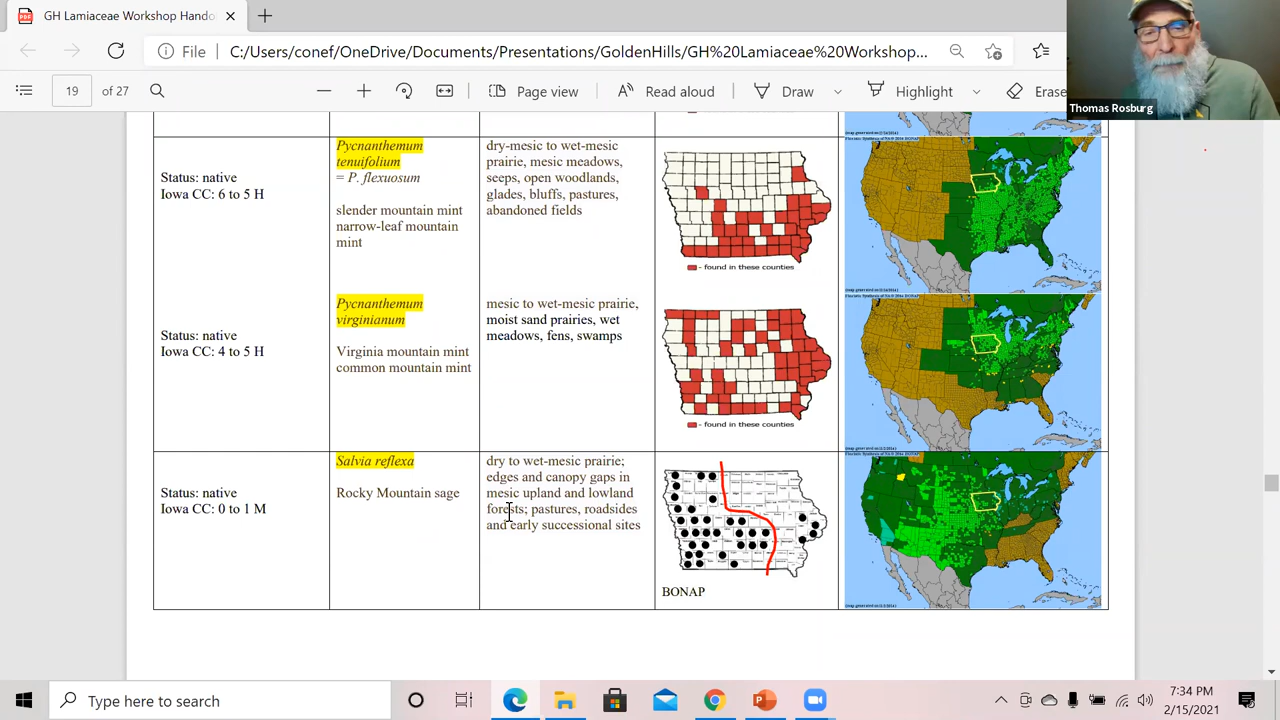 GH Lamiaceae Workshop Hando
File
C:/Users/conef/OneDrive/Documents/Presentations/GoldenHills/GH%20Lamiaceae%20Workshop...
Thomas Rosburg
19 of 27
Page view
Read aloud
Draw
Highlight
Erase
Status: native
Iowa CC: 6 to 5 H
Pycnanthemum
tenuifolium
= P. flexuosum
slender mountain mint
narrow-leaf mountain
mint
dry-mesic to wet-mesic
prairie, mesic meadows,
seeps, open woodlands,
glades, bluffs, pastures,
abandoned fields
- found in these counties
Status: native
Iowa CC: 4 to 5 H
Pycnanthemum
virginianum
Virginia mountain mint
common mountain mint
mesic to wet-mesic prairie,
moist sand prairies, wet
meadows, fens, swamps
- found in these counties
Status: native
Iowa CC: 0 to 1 M
Salvia reflexa
Rocky Mountain sage
dry to wet-mesic prairie;
edges and canopy gaps in
mesic upland and lowland
forests; pastures, roadsides
and early successional sites
BONAP
Type here to search
7:34 PM
2/15/2021